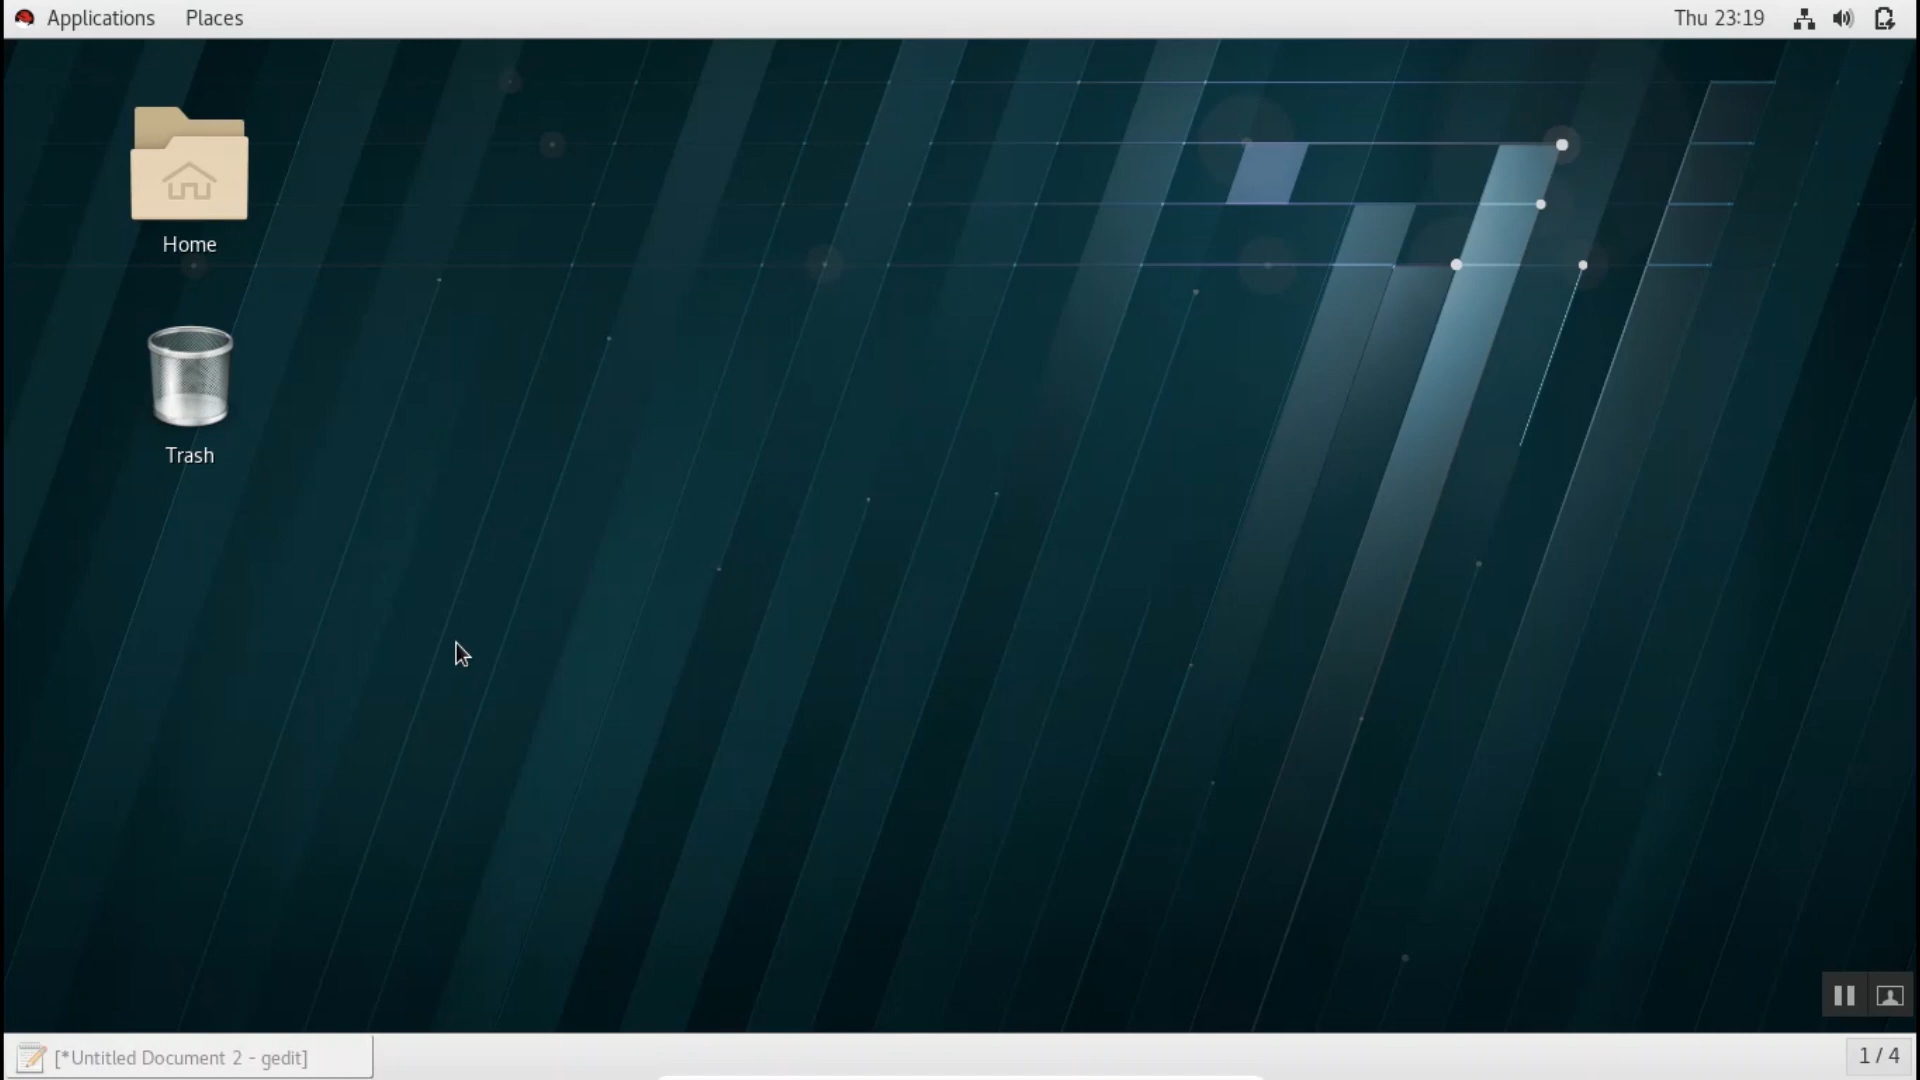 Applications Places Thu 23:19
Home
Trash
[*Untitled Document 2 - gedit] 1 / 4